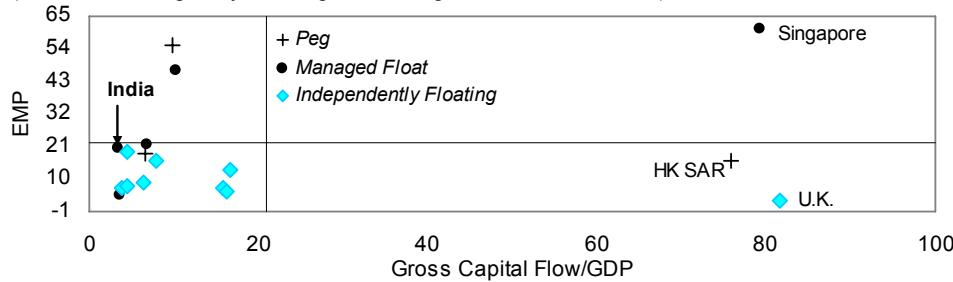 65
54
43
32
21
10
-1
EMP
+ Peg
Managed Float
Independently Floating
India
Singapore
HK SAR
U.K.
0 20 40 60 80 100
Gross Capital Flow/GDP